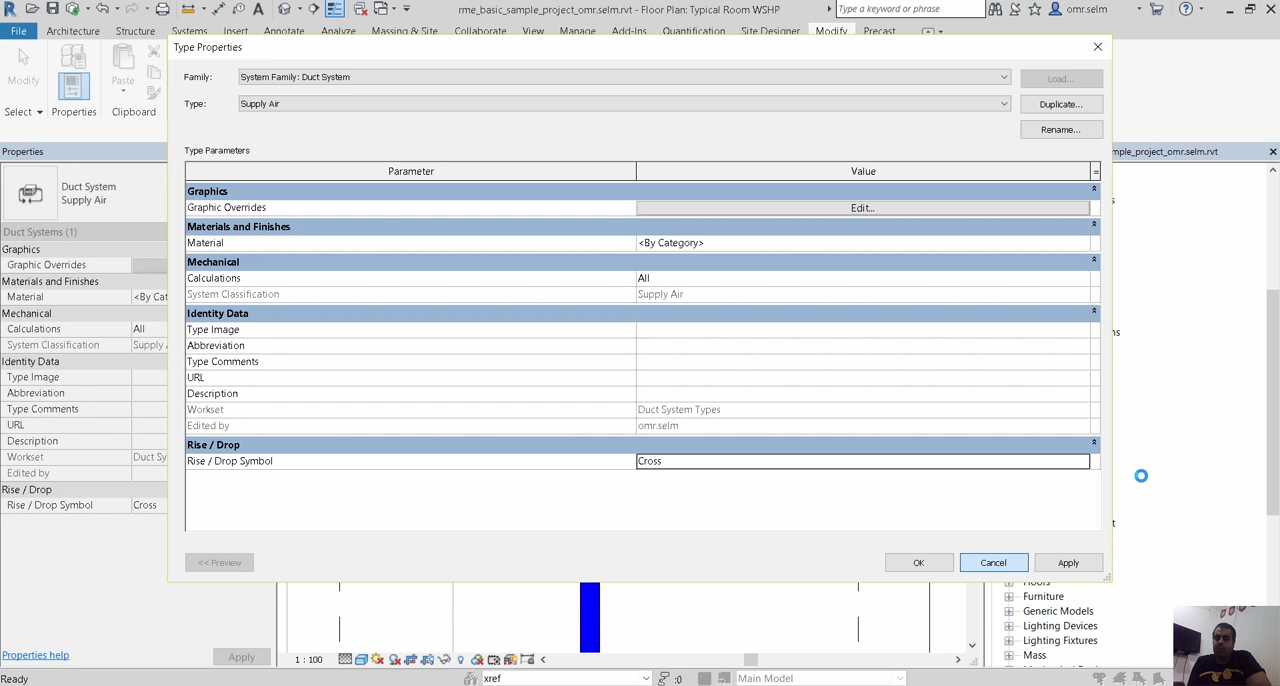 rme_basic_sample_project_omr.selm.rvt - Floor Plan: Typical Room WSHP
Type a keyword or phrase
omr.selm
File
Architecture
Structure
Systems
Insert
Annotate
Analyze
Massing & Site
Collaborate
View
Manage
Add-Ins
Quantification
Site Designer
Modify
Precast
Modify
Paste
Select
Properties
Clipboard
Type Properties
Family:
System Family: Duct System
Load...
Type:
Supply Air
Duplicate...
Rename...
Type Parameters
Parameter
Value
=
Graphics
Graphic Overrides
Edit...
Materials and Finishes
Material
<By Category>
Mechanical
Calculations
All
System Classification
Supply Air
Identity Data
Type Image
Abbreviation
Type Comments
URL
Description
Workset
Duct System Types
Edited by
omr.selm
Rise / Drop
Rise / Drop Symbol
Cross
<< Preview
OK
Cancel
Apply
Properties
Duct System
Supply Air
Duct Systems (1)
Graphics
Graphic Overrides
Materials and Finishes
Material
<By Cat
Mechanical
Calculations
All
System Classification
Supply A
Identity Data
Type Image
Abbreviation
Type Comments
URL
Description
Workset
Duct Sy
Edited by
Rise / Drop
Rise / Drop Symbol
Cross
Properties help
Apply
mple_project_omr.selm.rvt
Floors
Furniture
Generic Models
Lighting Devices
Lighting Fixtures
Mass
1 : 100
Ready
xref
:0
Main Model